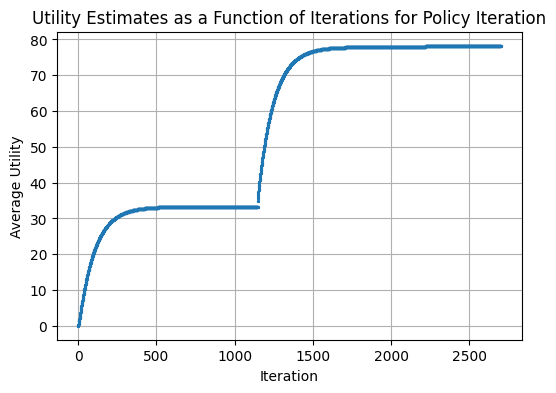 Utility Estimates as a Function of Iterations for Policy Iteration
80
70
60
50
40
30
20
10
0
Average Utility
0 500 1000 1500 2000 2500
Iteration